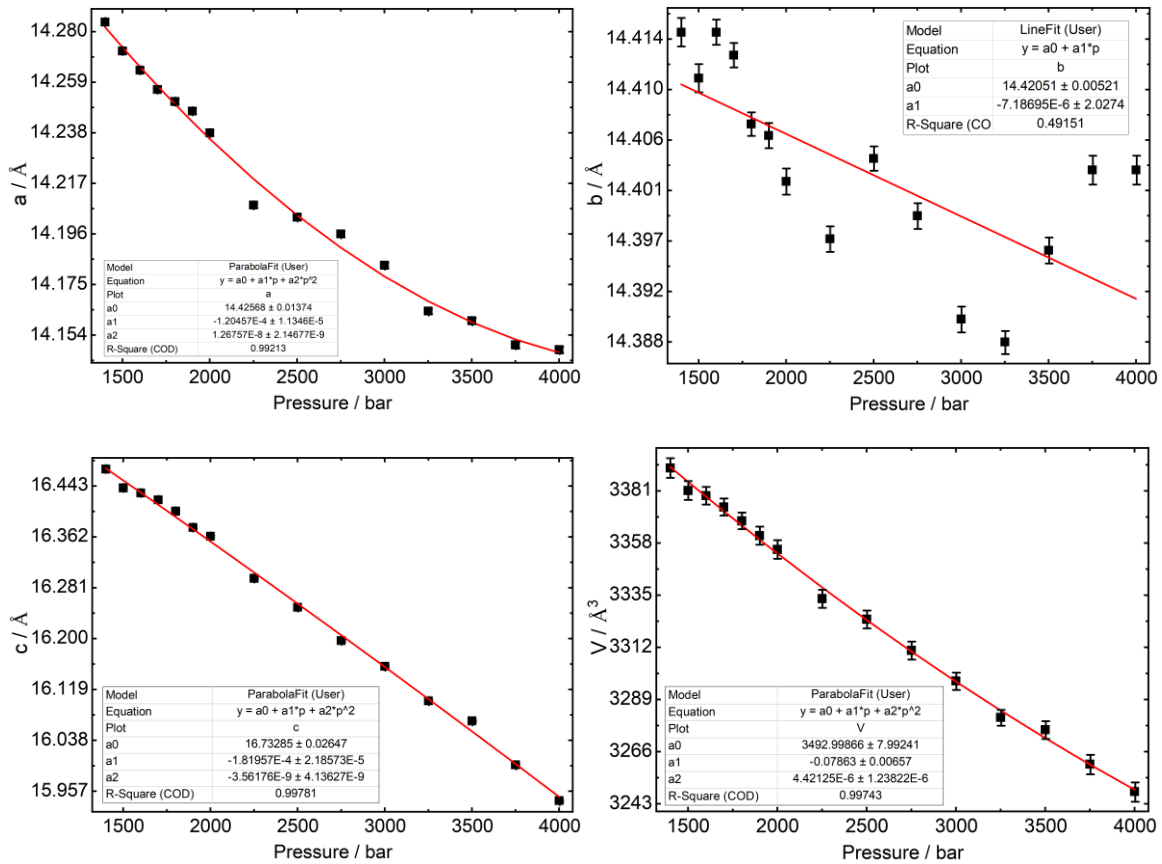 14.280
14.259
14.238
14.217
14.196
14.175
14.154
a / Å
Model ParabolaFit (User)
Equation y = a0 + a1*p + a2*p^2
Plot a
a0 14.42568 ± 0.01374
a1 -1.20457E-4 ± 1.1346E-5
a2 1.26757E-8 ± 2.14677E-9
R-Square (COD) 0.99213
1500 2000 2500 3000 3500 4000
Pressure / bar
14.414
14.410
14.406
14.401
14.397
14.392
14.388
b / Å
Model LineFit (User)
Equation y = a0 + a1*p
Plot b
a0 14.42051 ± 0.00521
a1 -7.18695E-6 ± 2.0274
R-Square (CO 0.49151
1500 2000 2500 3000 3500 4000
Pressure / bar
16.443
16.362
16.281
16.200
16.119
16.038
15.957
c / Å
Model ParabolaFit (User)
Equation y = a0 + a1*p + a2*p^2
Plot c
a0 16.73285 ± 0.02647
a1 -1.81957E-4 ± 2.18573E-5
a2 -3.56176E-9 ± 4.13627E-9
R-Square (COD) 0.99781
1500 2000 2500 3000 3500 4000
Pressure / bar
3381
3358
3335
3312
3289
3266
3243
V / Å³
Model ParabolaFit (User)
Equation y = a0 + a1*p + a2*p^2
Plot V
a0 3492.99866 ± 7.99241
a1 -0.07863 ± 0.00657
a2 4.42125E-6 ± 1.23822E-6
R-Square (COD) 0.99743
1500 2000 2500 3000 3500 4000
Pressure / bar